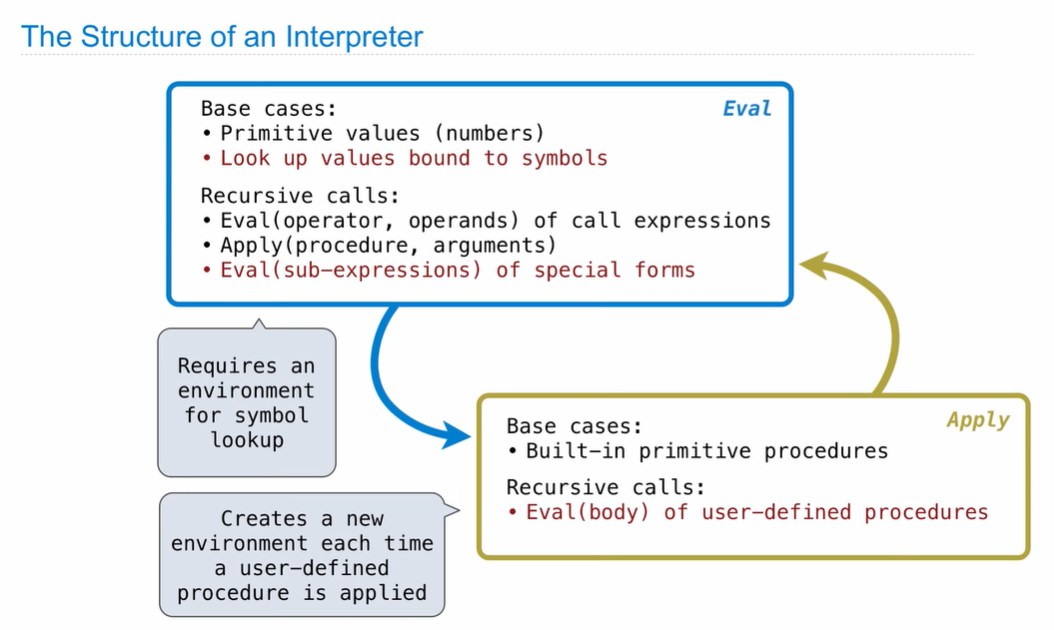 The Structure of an Interpreter
Eval
Base cases:
• Primitive values (numbers)
• Look up values bound to symbols
Recursive calls:
• Eval(operator, operands) of call expressions
• Apply(procedure, arguments)
• Eval(sub-expressions) of special forms
Requires an
environment
for symbol
lookup
Apply
Base cases:
• Built-in primitive procedures
Recursive calls:
• Eval(body) of user-defined procedures
Creates a new
environment each time
a user-defined
procedure is applied